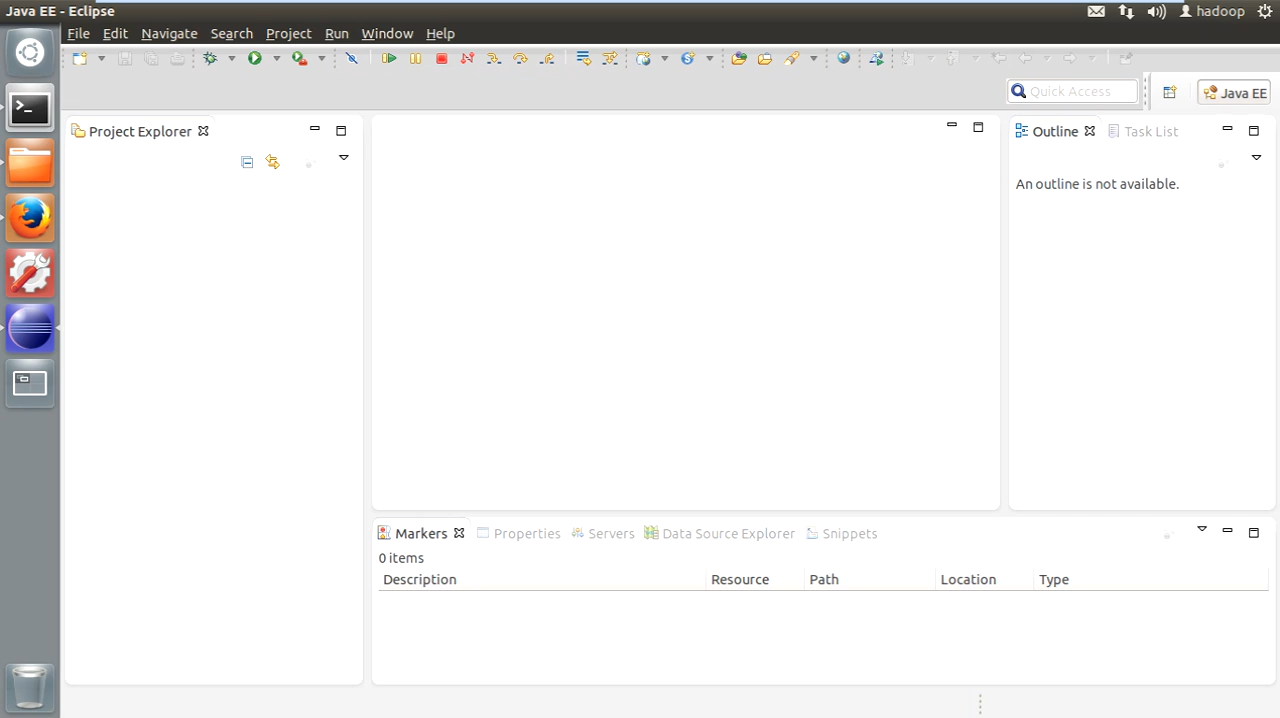 Java EE - Eclipse
hadoop
File Edit Navigate Search Project Run Window Help
Quick Access
Java EE
Project Explorer
Outline Task List
An outline is not available.
Markers Properties Servers Data Source Explorer Snippets
0 items
Description Resource Path Location Type